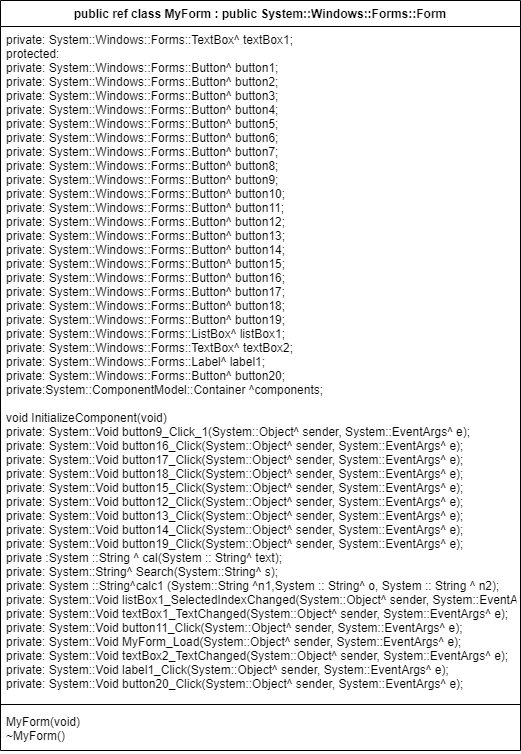 public ref class MyForm : public System::Windows::Forms::Form
private: System::Windows::Forms::TextBox^ textBox1;
protected:
private: System::Windows::Forms::Button^ button1;
private: System::Windows::Forms::Button^ button2;
private: System::Windows::Forms::Button^ button3;
private: System::Windows::Forms::Button^ button4;
private: System::Windows::Forms::Button^ button5;
private: System::Windows::Forms::Button^ button6;
private: System::Windows::Forms::Button^ button7;
private: System::Windows::Forms::Button^ button8;
private: System::Windows::Forms::Button^ button9;
private: System::Windows::Forms::Button^ button10;
private: System::Windows::Forms::Button^ button11;
private: System::Windows::Forms::Button^ button12;
private: System::Windows::Forms::Button^ button13;
private: System::Windows::Forms::Button^ button14;
private: System::Windows::Forms::Button^ button15;
private: System::Windows::Forms::Button^ button16;
private: System::Windows::Forms::Button^ button17;
private: System::Windows::Forms::Button^ button18;
private: System::Windows::Forms::Button^ button19;
private: System::Windows::Forms::ListBox^ listBox1;
private: System::Windows::Forms::TextBox^ textBox2;
private: System::Windows::Forms::Label^ label1;
private: System::Windows::Forms::Button^ button20;
private:System::ComponentModel::Container ^components;
void InitializeComponent(void)
private: System::Void button9_Click_1(System::Object^ sender, System::EventArgs^ e);
private: System::Void button16_Click(System::Object^ sender, System::EventArgs^ e);
private: System::Void button17_Click(System::Object^ sender, System::EventArgs^ e);
private: System::Void button18_Click(System::Object^ sender, System::EventArgs^ e);
private: System::Void button15_Click(System::Object^ sender, System::EventArgs^ e);
private: System::Void button12_Click(System::Object^ sender, System::EventArgs^ e);
private: System::Void button13_Click(System::Object^ sender, System::EventArgs^ e);
private: System::Void button14_Click(System::Object^ sender, System::EventArgs^ e);
private: System::Void button19_Click(System::Object^ sender, System::EventArgs^ e);
private :System ::String ^ cal(System :: String^ text);
private: System::String^ Search(System::String^ s);
private: System ::String^calc1 (System::String ^n1,System :: String^ o, System :: String ^ n2);
private: System::Void listBox1_SelectedIndexChanged(System::Object^ sender, System::EventA
private: System::Void textBox1_TextChanged(System::Object^ sender, System::EventArgs^ e);
private: System::Void button11_Click(System::Object^ sender, System::EventArgs^ e);
private: System::Void MyForm_Load(System::Object^ sender, System::EventArgs^ e);
private: System::Void textBox2_TextChanged(System::Object^ sender, System::EventArgs^ e);
private: System::Void label1_Click(System::Object^ sender, System::EventArgs^ e);
private: System::Void button20_Click(System::Object^ sender, System::EventArgs^ e);
MyForm(void)
~MyForm()